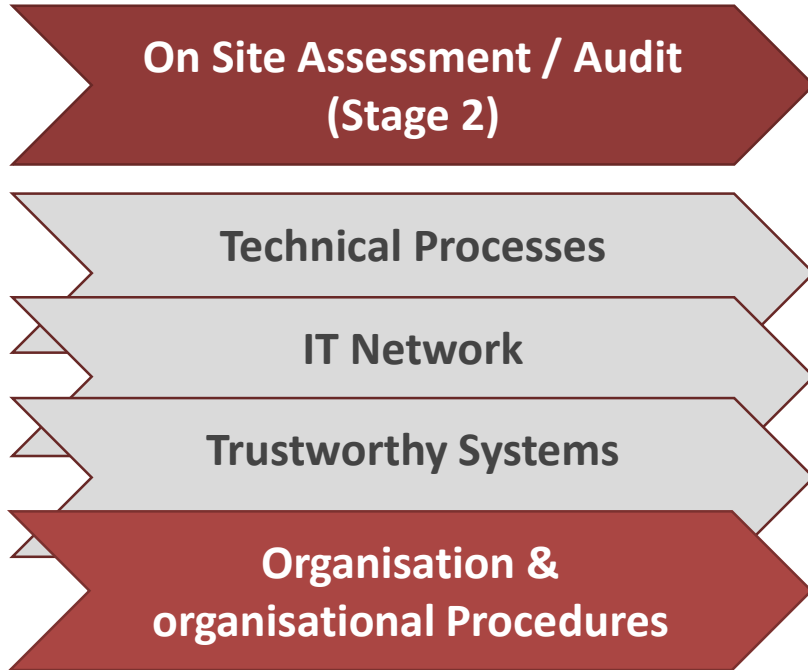 On Site Assessment / Audit
(Stage 2)
Technical Processes
IT Network
Trustworthy Systems
Organisation &
organisational Procedures